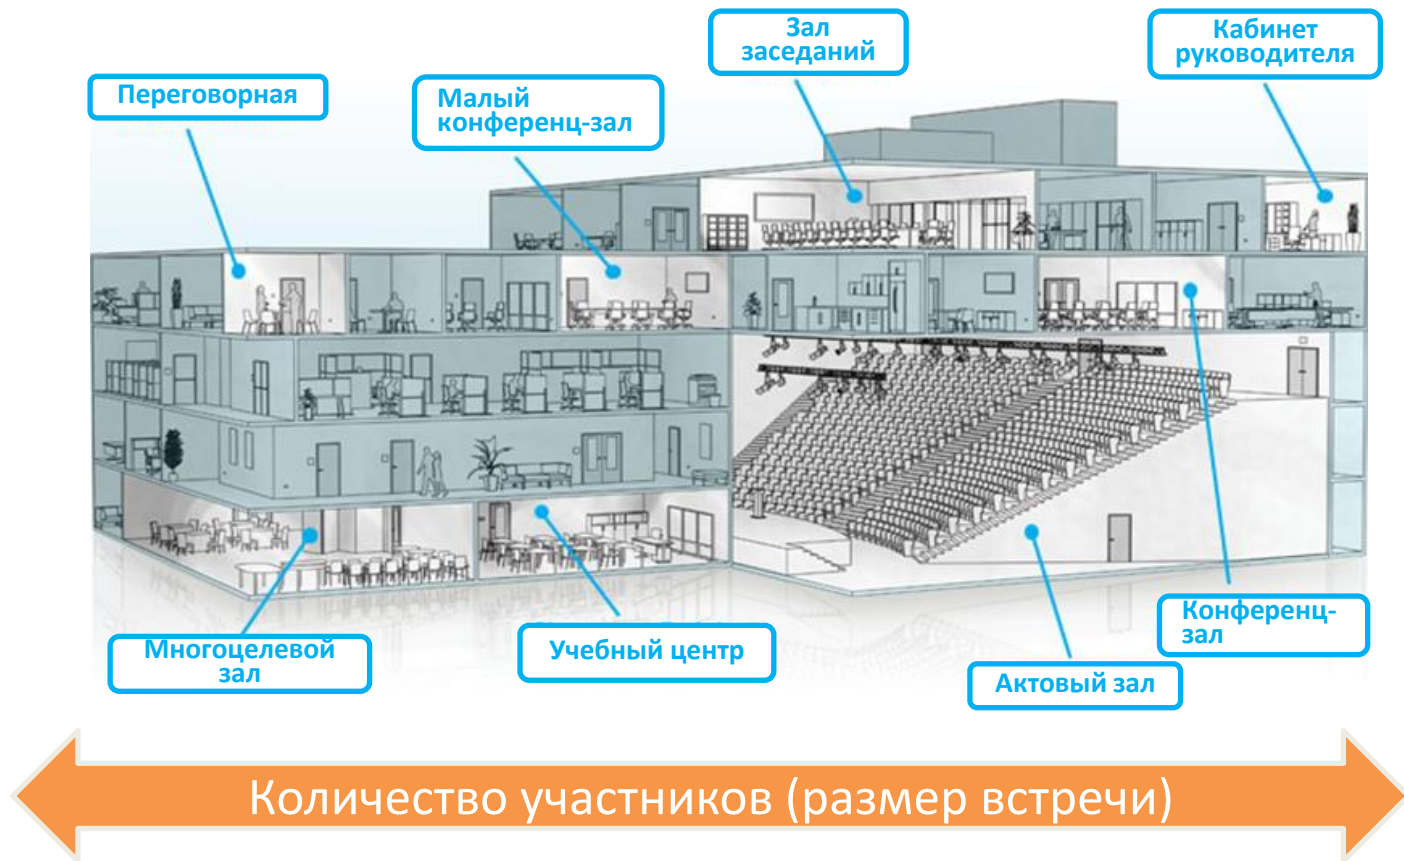 Зал
заседаний
Кабинет
руководителя
Переговорная
Малый
конференц-зал
Многоцелевой
зал
Учебный центр
Конференц-
зал
Актовый зал
Количество участников (размер встречи)